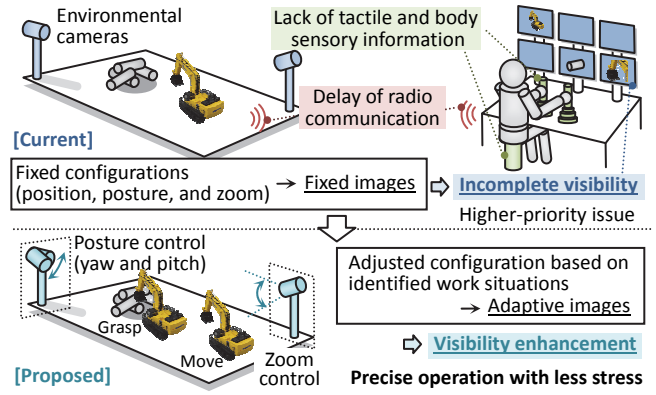 Environmental
cameras
Lack of tactile and body
sensory information
Delay of radio
communication
[Current]
Fixed configurations
(position, posture, and zoom) → Fixed images
Incomplete visibility
Higher-priority issue
Posture control
(yaw and pitch)
Grasp
Move
Zoom
control
[Proposed]
Adjusted configuration based on
identified work situations
→ Adaptive images
Visibility enhancement
Precise operation with less stress